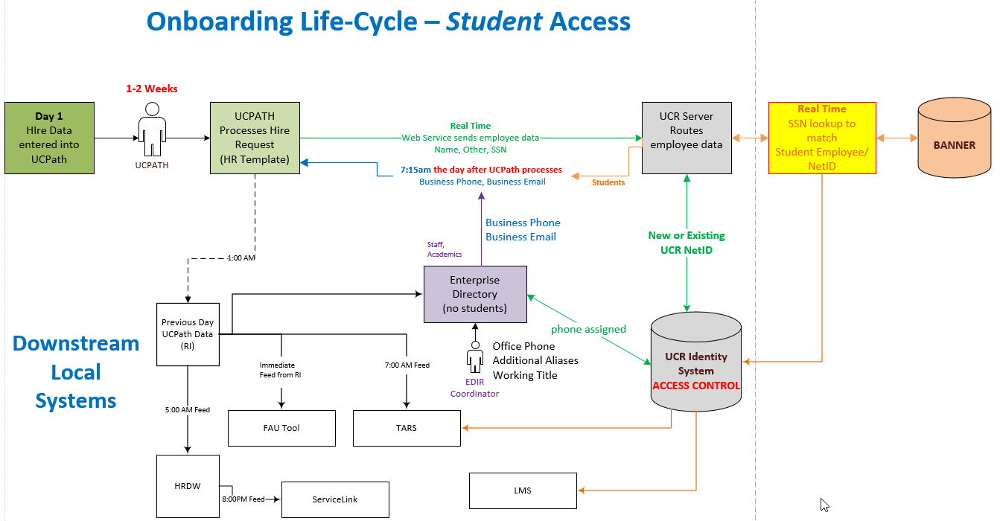 Onboarding Life-Cycle – Student Access
1-2 Weeks
Day 1
HIre Data
entered into
UCPath
UCPATH
UCPATH
Processes Hire
Request
(HR Template)
Real Time
Web Service sends employee data
Name, Other, SSN
7:15am the day after UCPath processes
Business Phone, Business Email
Students
UCR Server
Routes
employee data
Real Time
SSN lookup to
match
Student Employee/
NetID
BANNER
Business Phone
Business Email
Staff,
Academics
New or Existing
UCR NetID
1:00 AM
Enterprise
Directory
(no students)
Previous Day
UCPath Data
(RI)
phone assigned
Downstream
Local
Systems
Office Phone
Additional Aliases
Working Title
EDIR
Coordinator
UCR Identity
System
ACCESS CONTROL
Immediate
Feed from RI
7:00 AM Feed
5:00 AM Feed
FAU Tool
TARS
HRDW
8:00PM Feed
ServiceLink
LMS